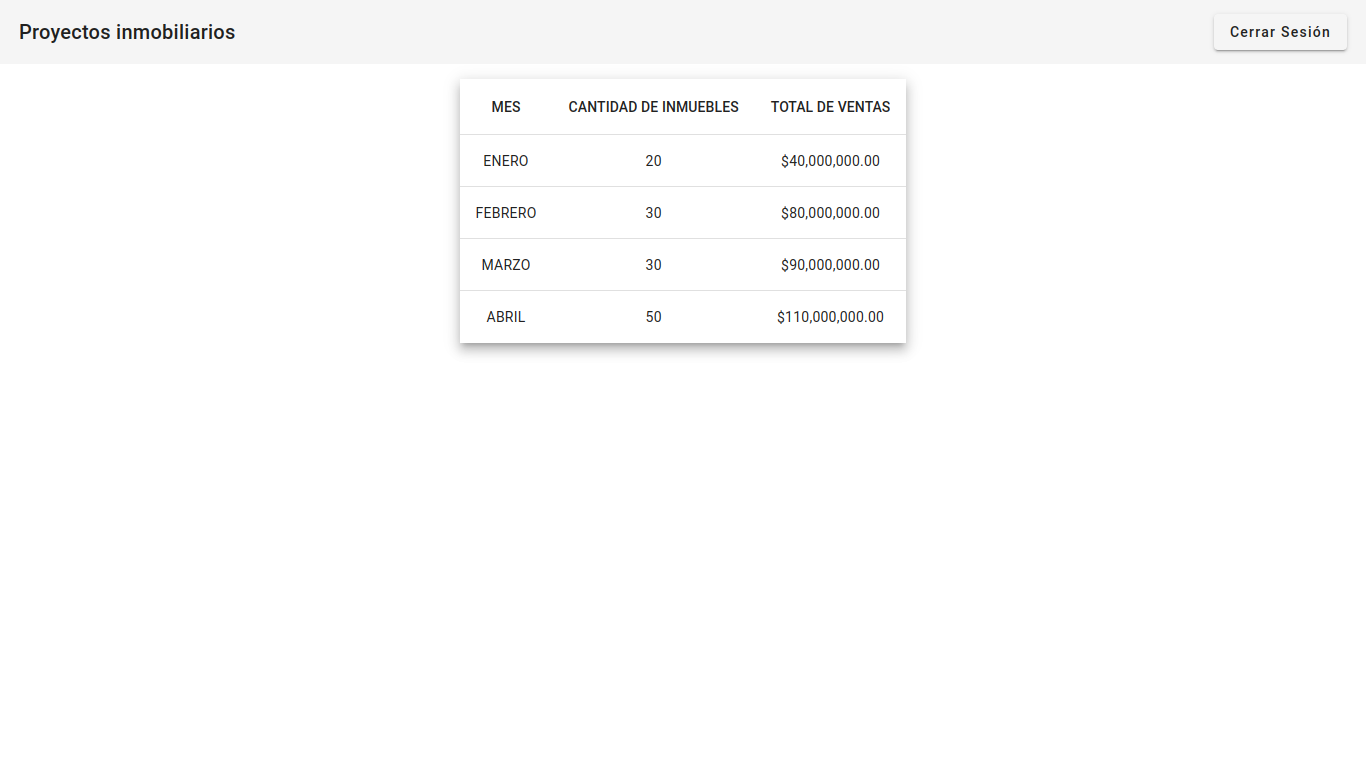 Proyectos inmobiliarios
Cerrar Sesión
MES CANTIDAD DE INMUEBLES TOTAL DE VENTAS
ENERO 20 $40,000,000.00
FEBRERO 30 $80,000,000.00
MARZO 30 $90,000,000.00
ABRIL 50 $110,000,000.00